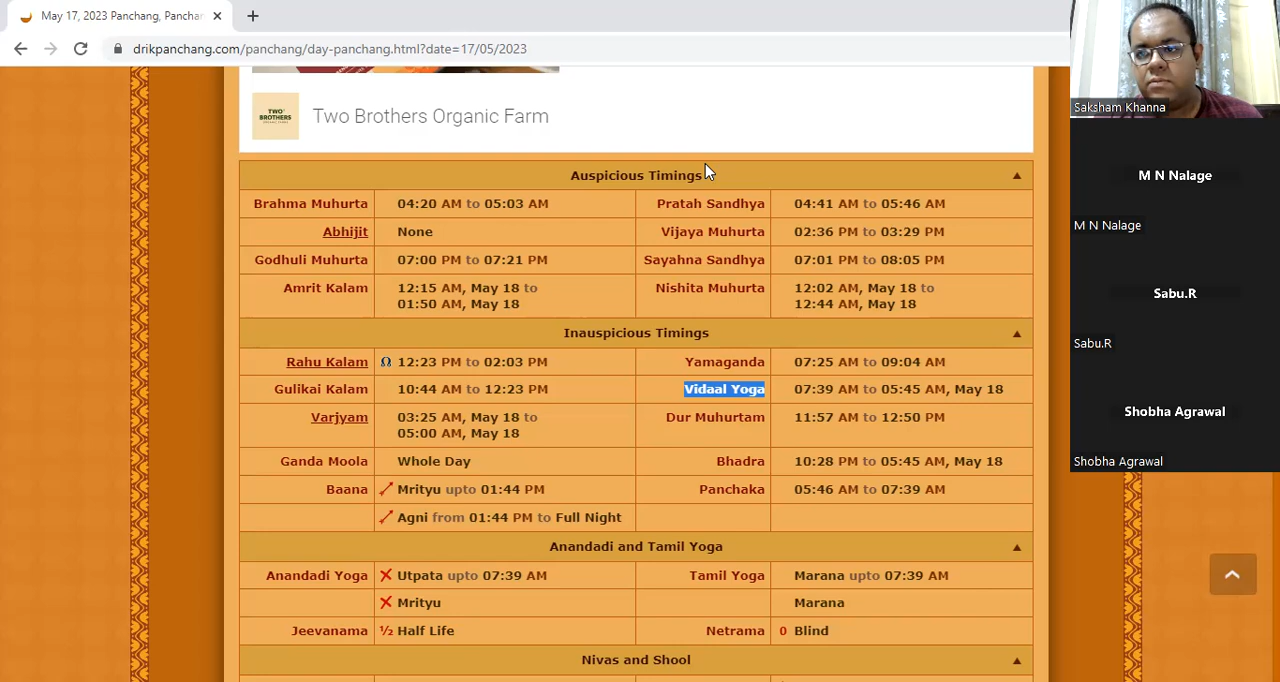 May 17, 2023 Panchang, Panchan
drikpanchang.com/panchang/day-panchang.html?date=17/05/2023
TWO
BROTHERS
Two Brothers Organic Farm
Auspicious Timings
Brahma Muhurta 04:20 AM to 05:03 AM Pratah Sandhya 04:41 AM to 05:46 AM
Abhijit None Vijaya Muhurta 02:36 PM to 03:29 PM
Godhuli Muhurta 07:00 PM to 07:21 PM Sayahna Sandhya 07:01 PM to 08:05 PM
Amrit Kalam 12:15 AM, May 18 to Nishita Muhurta 12:02 AM, May 18 to
01:50 AM, May 18 12:44 AM, May 18
Inauspicious Timings
Rahu Kalam 12:23 PM to 02:03 PM Yamaganda 07:25 AM to 09:04 AM
Gulikai Kalam 10:44 AM to 12:23 PM Vidaal Yoga 07:39 AM to 05:45 AM, May 18
Varjyam 03:25 AM, May 18 to Dur Muhurtam 11:57 AM to 12:50 PM
05:00 AM, May 18
Ganda Moola Whole Day Bhadra 10:28 PM to 05:45 AM, May 18
Baana Mrityu upto 01:44 PM Panchaka 05:46 AM to 07:39 AM
Agni from 01:44 PM to Full Night
Anandadi and Tamil Yoga
Anandadi Yoga Utpata upto 07:39 AM Tamil Yoga Marana upto 07:39 AM
Mrityu Marana
Jeevanama ½ Half Life Netrama 0 Blind
Nivas and Shool
Saksham Khanna
M N Nalage
M N Nalage
Sabu.R
Sabu.R
Shobha Agrawal
Shobha Agrawal